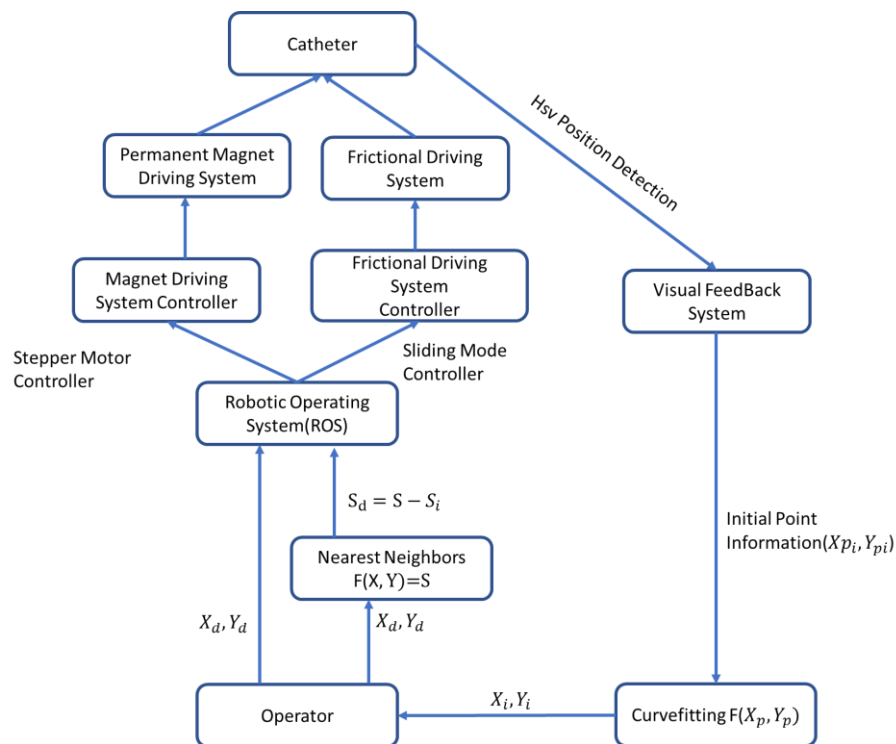 Catheter
Hsv Position Detection
Permanent Magnet
Driving System
Frictional Driving
System
Magnet Driving
System Controller
Frictional Driving
System
Controller
Visual FeedBack
System
Stepper Motor
Controller
Sliding Mode
Controller
Robotic Operating
System(ROS)
S_d = S − S_i
Initial Point
Information(Xp_i, Y_{pi})
Nearest Neighbors
F(X, Y)=S
X_d, Y_d
X_d, Y_d
X_i, Y_i
Operator
Curvefitting F(X_p, Y_p)